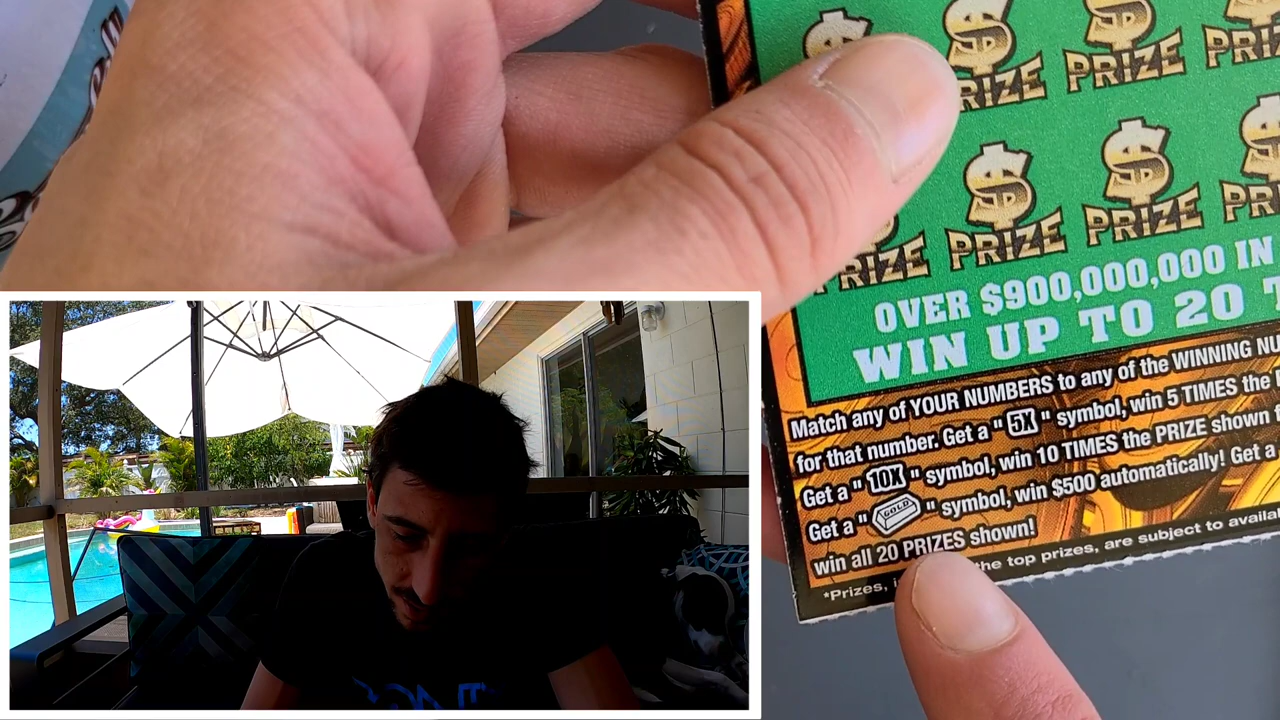 PRIZE PRIZE PRIZE
PRIZE PRIZE PRIZE PRIZE
OVER $900,000,000 IN
WIN UP TO 20
Match any of YOUR NUMBERS to any of the WINNING
for that number. Get a " 5X " symbol, win 5 TIMES the
Get a " 10X " symbol, win 10 TIMES the PRIZE shown
Get a " GOLD " symbol, win $500 automatically! Get a
win all 20 PRIZES shown!
*Prizes, the top prizes, are subject to